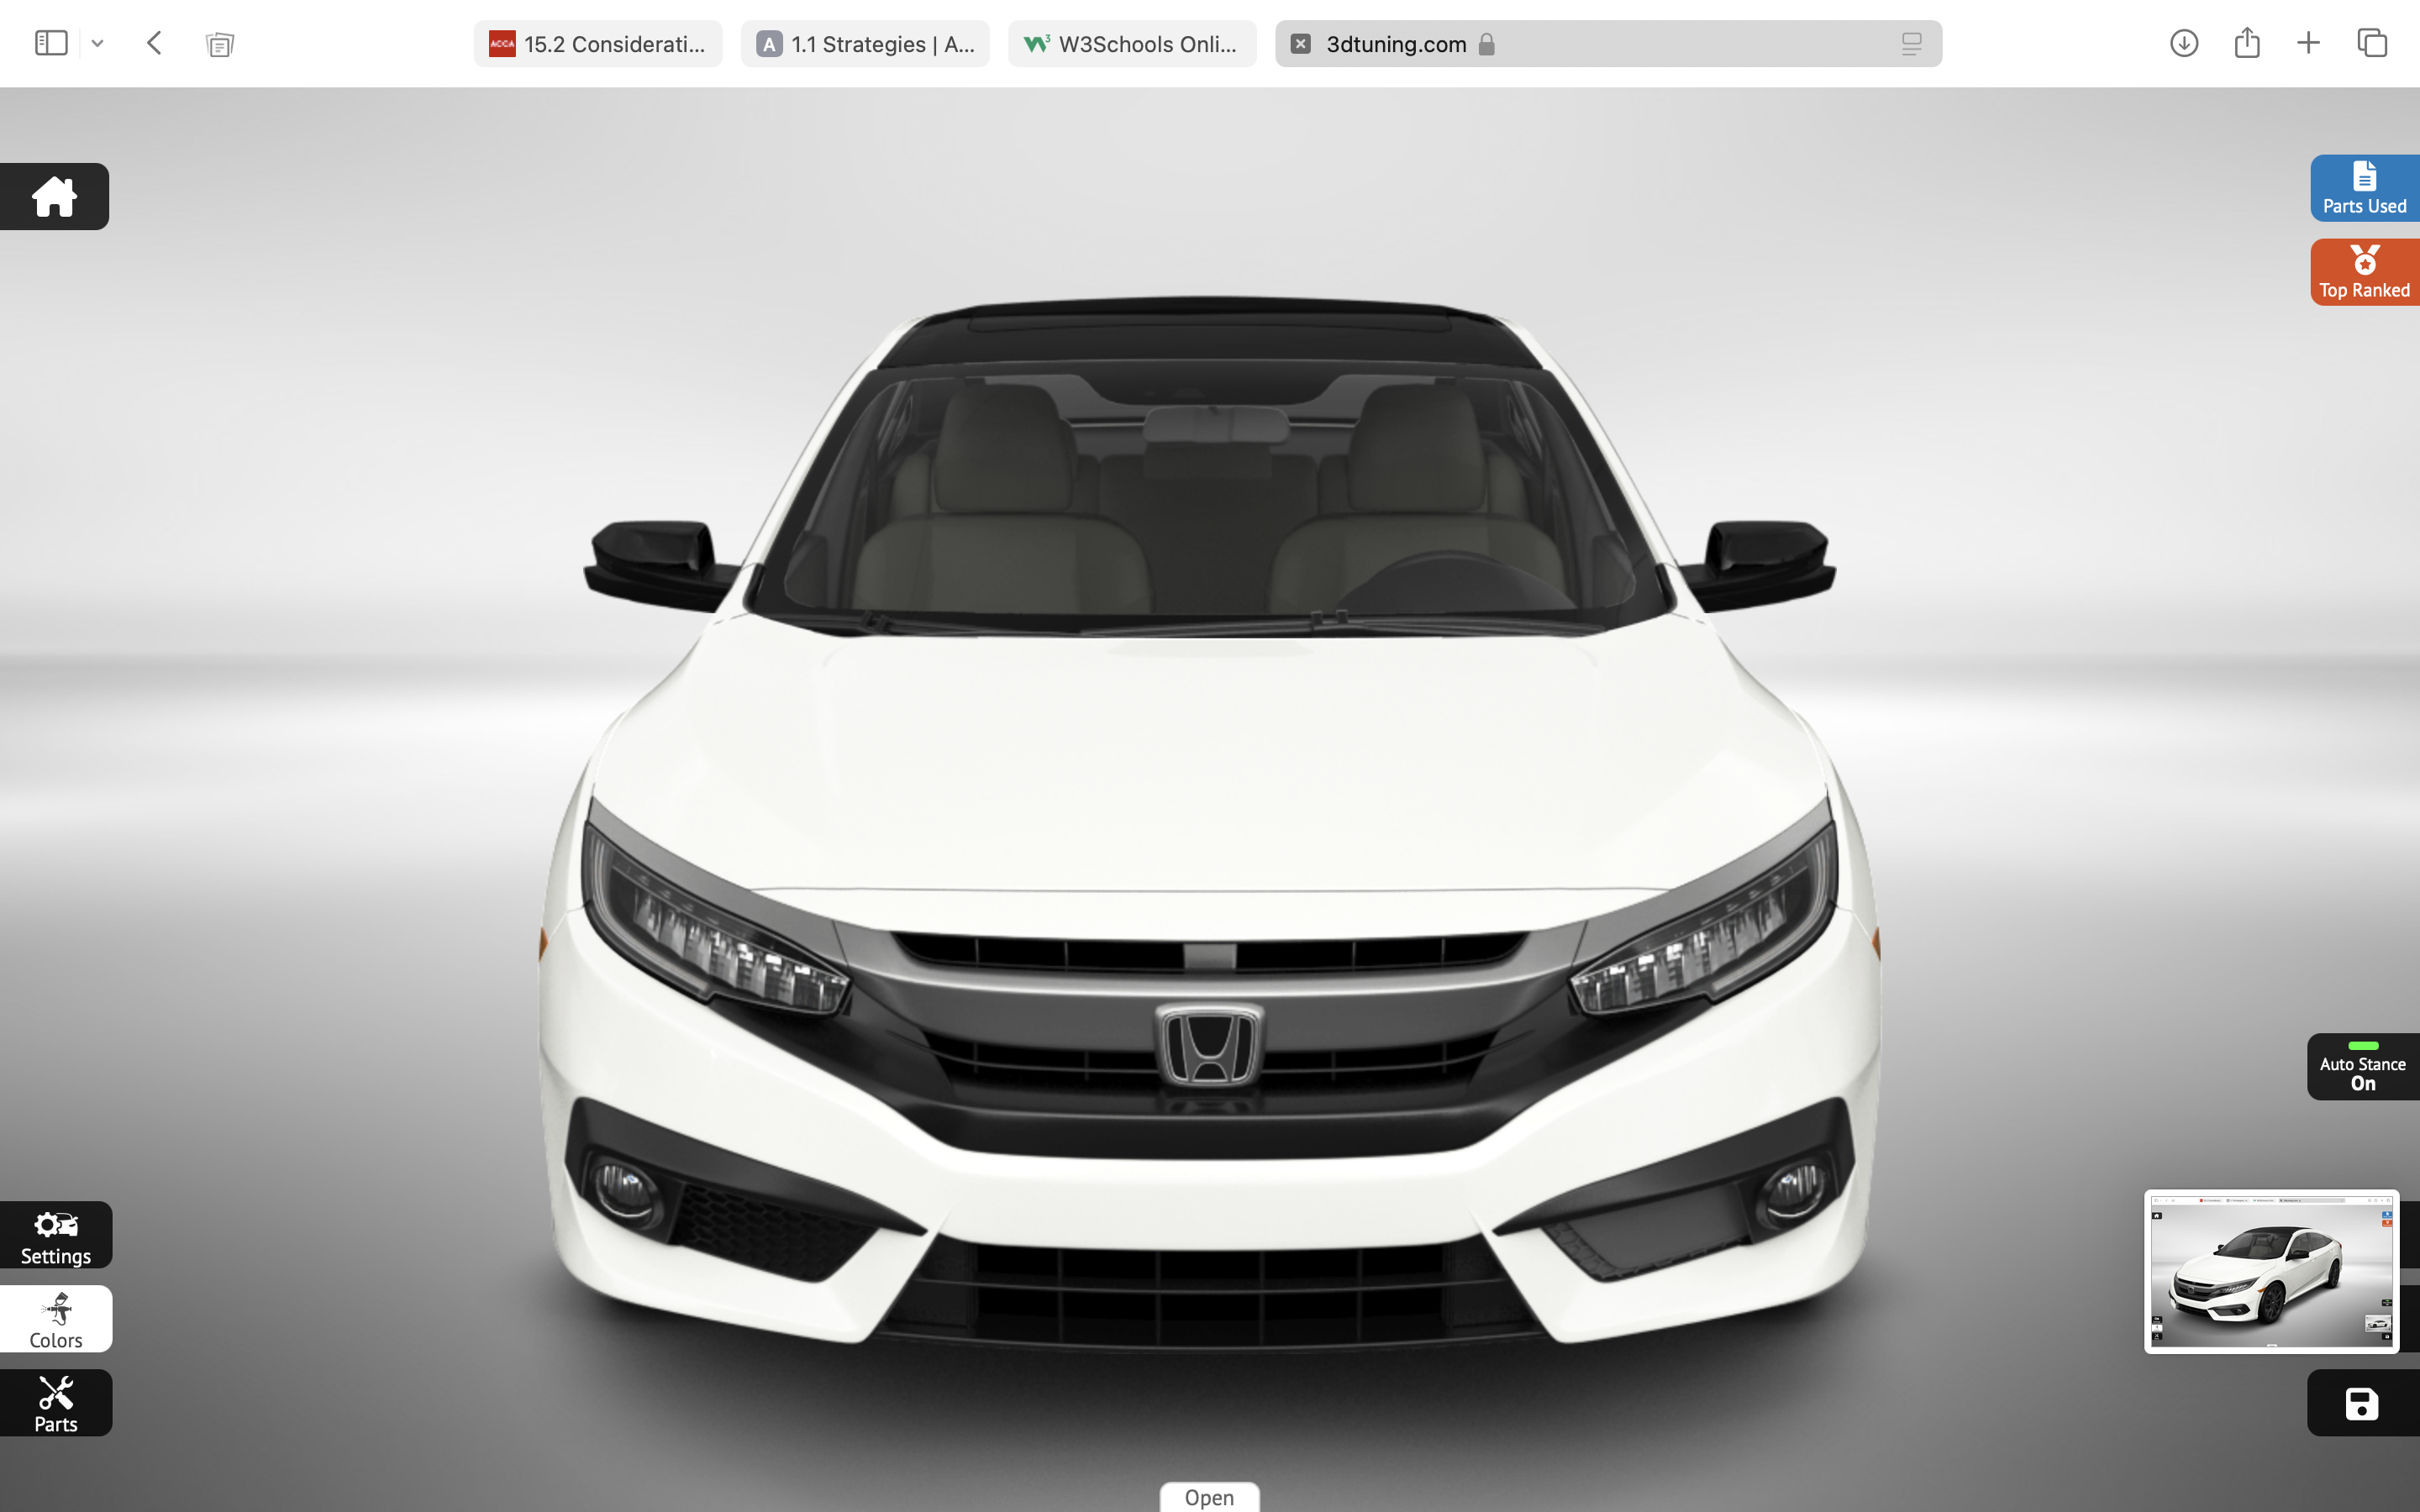 ACCA 15.2 Considerati...
A 1.1 Strategies | A...
W3Schools Onli...
3dtuning.com
Parts Used
Top Ranked
Auto Stance
On
Settings
Colors
Parts
Open